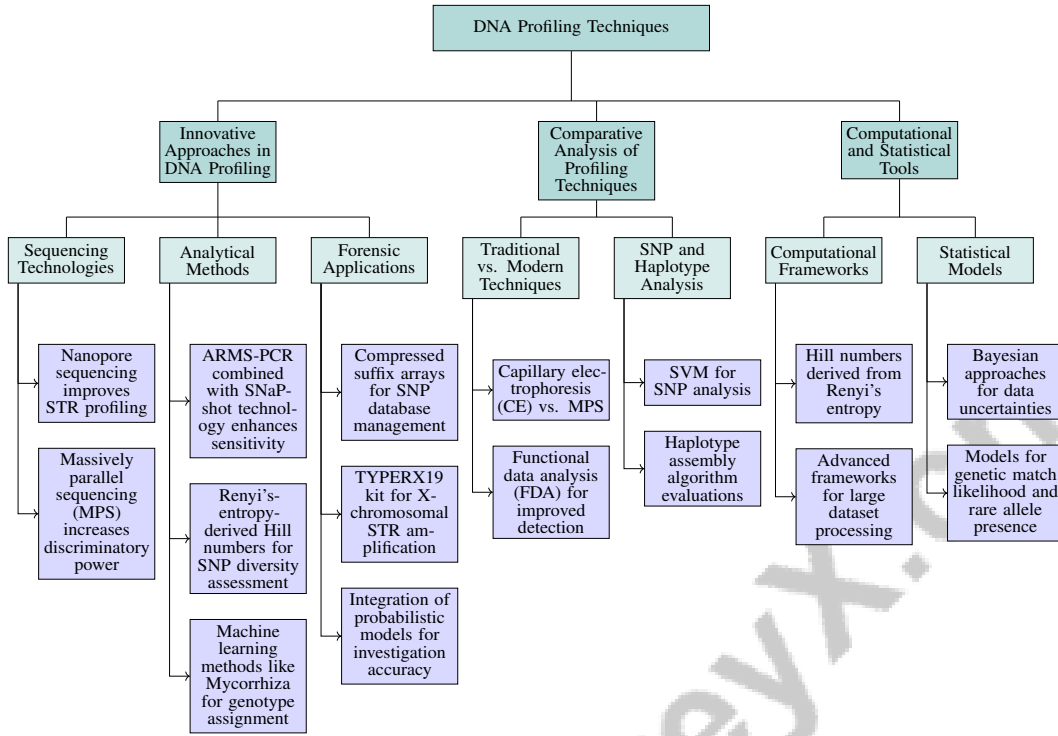 DNA Profiling Techniques
Innovative
Approaches in
DNA Profiling
Comparative
Analysis of
Profiling
Techniques
Computational
and Statistical
Tools
Sequencing
Technologies
Analytical
Methods
Forensic
Applications
Traditional
vs. Modern
Techniques
SNP and
Haplotype
Analysis
Computational
Frameworks
Statistical
Models
Nanopore
sequencing
improves
STR profiling
Massively
parallel
sequencing
(MPS)
increases
discriminatory
power
ARMS-PCR
combined
with SNaP-
shot technol-
ogy enhances
sensitivity
Renyi's-
entropy-
derived Hill
numbers for
SNP diversity
assessment
Machine
learning
methods like
Mycorrhiza
for genotype
assignment
Compressed
suffix arrays
for SNP
database
management
TYPERX19
kit for X-
chromosomal
STR am-
plification
Integration of
probabilistic
models for
investigation
accuracy
Capillary elec-
trophoresis
(CE) vs. MPS
Functional
data analysis
(FDA) for
improved
detection
SVM for
SNP analysis
Haplotype
assembly
algorithm
evaluations
Hill numbers
derived from
Renyi's
entropy
Advanced
frameworks
for large
dataset
processing
Bayesian
approaches
for data
uncertainties
Models for
genetic match
likelihood and
rare allele
presence